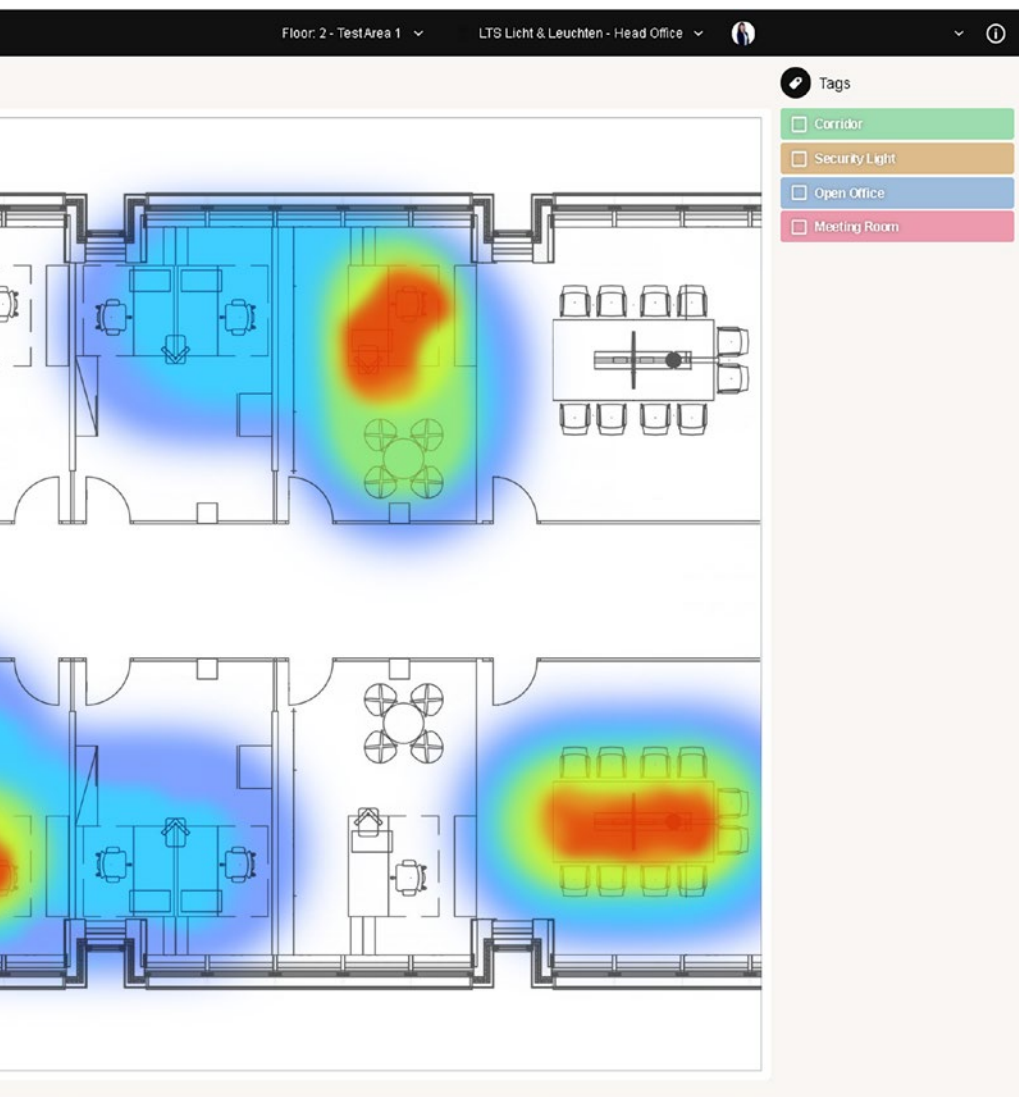 Floor: 2 - TestArea 1
LTS Licht & Leuchten - Head Office
Tags
Corridor
Security Light
Open Office
Meeting Room